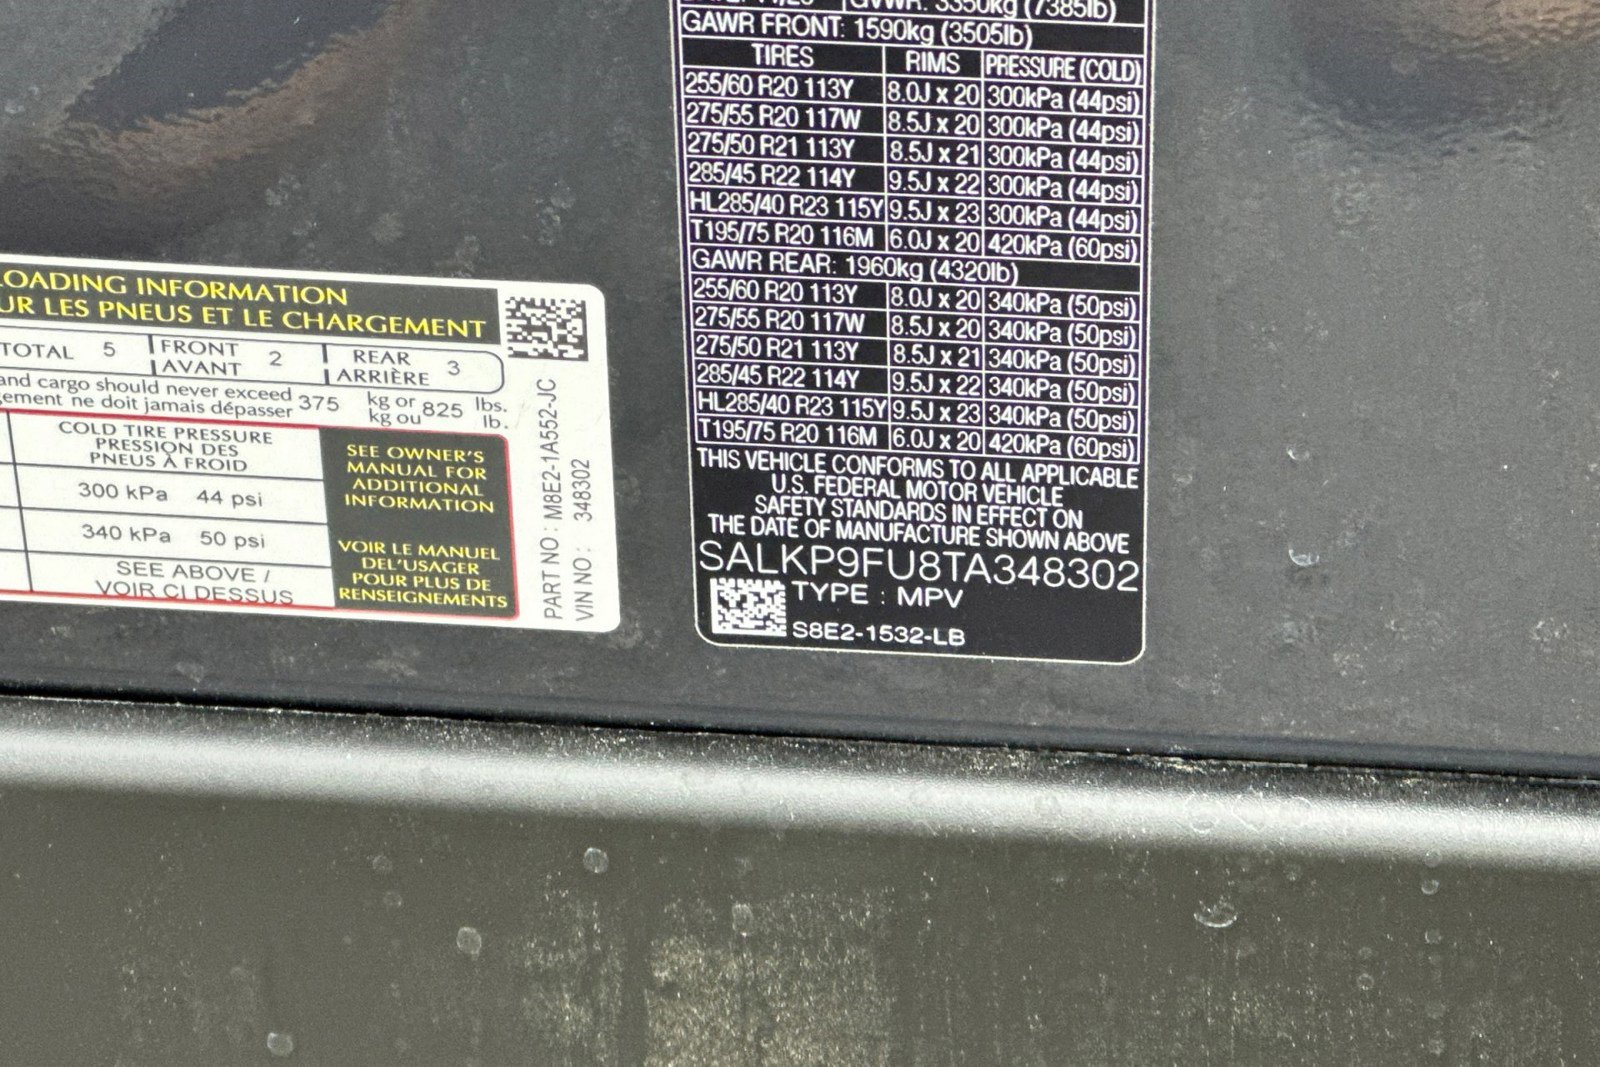 LOADING INFORMATION
UR LES PNEUS ET LE CHARGEMENT
TOTAL 5 FRONT AVANT 2 REAR ARRIÈRE 3
and cargo should never exceed 375 kg or 825 lbs.
gement ne doit jamais dépasser kg ou lb.
COLD TIRE PRESSURE
PRESSION DES
PNEUS À FROID
300 kPa 44 psi
340 kPa 50 psi
SEE ABOVE /
VOIR CI DESSUS
SEE OWNER'S
MANUAL FOR
ADDITIONAL
INFORMATION
VOIR LE MANUEL
DEL'USAGER
POUR PLUS DE
RENSEIGNEMENTS
PART NO : M8E2-1A552-JC
VIN NO : 348302
GVWR: 3350kg (7385lb)
GAWR FRONT: 1590kg (3505lb)
TIRES RIMS PRESSURE (COLD)
255/60 R20 113Y 8.0J x 20 300kPa (44psi)
275/55 R20 117W 8.5J x 20 300kPa (44psi)
275/50 R21 113Y 8.5J x 21 300kPa (44psi)
285/45 R22 114Y 9.5J x 22 300kPa (44psi)
HL285/40 R23 115Y 9.5J x 23 300kPa (44psi)
T195/75 R20 116M 6.0J x 20 420kPa (60psi)
GAWR REAR: 1960kg (4320lb)
255/60 R20 113Y 8.0J x 20 340kPa (50psi)
275/55 R20 117W 8.5J x 20 340kPa (50psi)
275/50 R21 113Y 8.5J x 21 340kPa (50psi)
285/45 R22 114Y 9.5J x 22 340kPa (50psi)
HL285/40 R23 115Y 9.5J x 23 340kPa (50psi)
T195/75 R20 116M 6.0J x 20 420kPa (60psi)
THIS VEHICLE CONFORMS TO ALL APPLICABLE
U.S. FEDERAL MOTOR VEHICLE
SAFETY STANDARDS IN EFFECT ON
THE DATE OF MANUFACTURE SHOWN ABOVE
SALKP9FU8TA348302
TYPE : MPV
S8E2-1532-LB